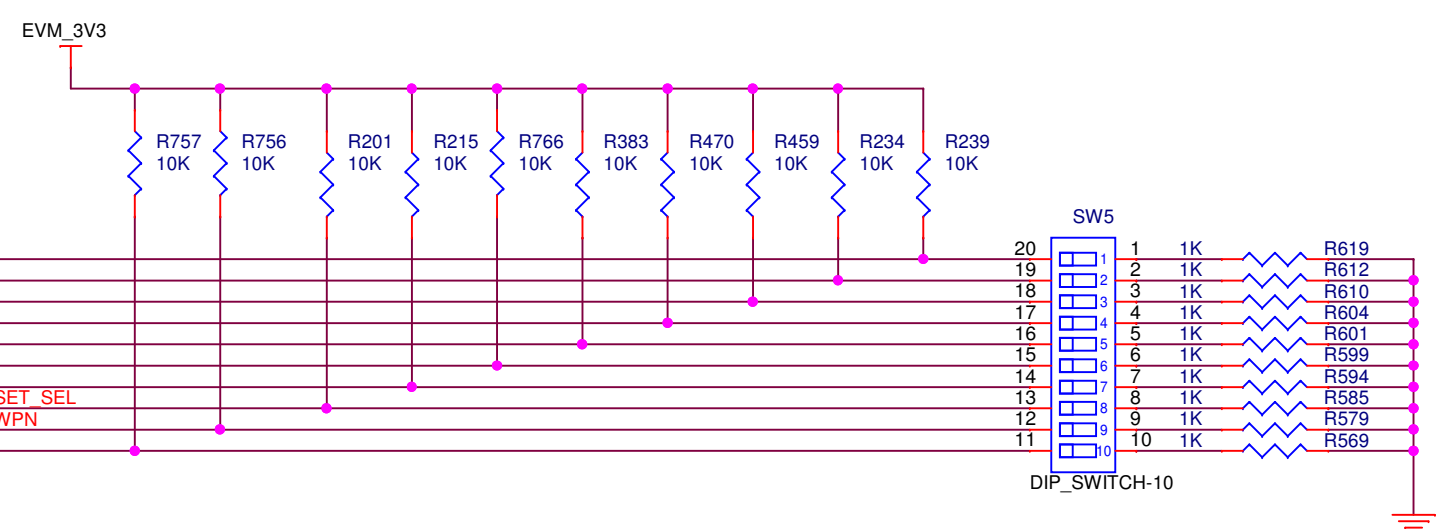 EVM_3V3
R757 R756 R201 R215 R766 R383 R470 R459 R234 R239
10K 10K 10K 10K 10K 10K 10K 10K 10K 10K
SW5
20 1 1 1K R619
19 2 2 1K R612
18 3 3 1K R610
17 4 4 1K R604
16 5 5 1K R601
15 6 6 1K R599
14 7 7 1K R594
SET_SEL 13 8 8 1K R585
WPN 12 9 9 1K R579
11 10 10 1K R569
DIP_SWITCH-10